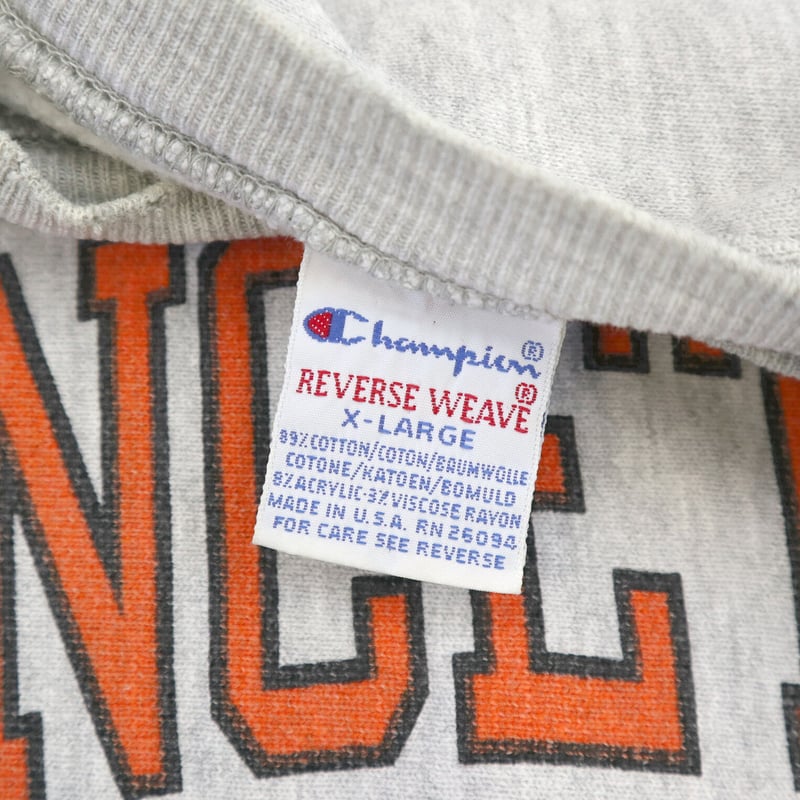 Champion®
REVERSE WEAVE®
X-LARGE
89%COTTON/COTON/BAUMWOLLE
COTONE/KATOEN/BOMULD
8%ACRYLIC-3%VISCOSE RAYON
MADE IN U.S.A. RN 26094
FOR CARE SEE REVERSE
NCET